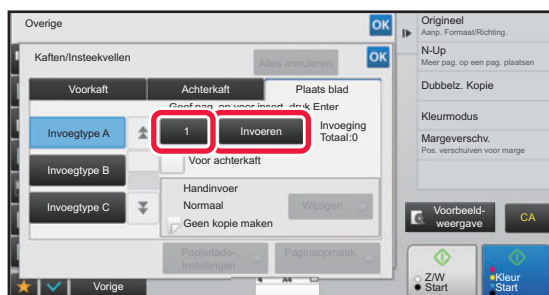 Overige
OK
Kaften/Insteekvellen
Alles annuleren
OK
Voorkaft
Achterkaft
Plaats blad
Geef pag. op voor insert, druk Enter
Invoegtype A
1
Invoeren
Invoeging
Totaal:0
Voor achterkaft
Invoegtype B
Handinvoer
Normaal
Wijzigen
Invoegtype C
Geen kopie maken
Papierlade-
Instellingen
Paginaopmaak
Vorige
A4
Origineel
Aanp. Formaat/Richting.
N-Up
Meer pag. op een pag. plaatsen
Dubbelz. Kopie
Kleurmodus
Margeverschv.
Pos. verschuiven voor marge
Voorbeeld-
weergave
CA
Z/W
Start
Kleur
Start